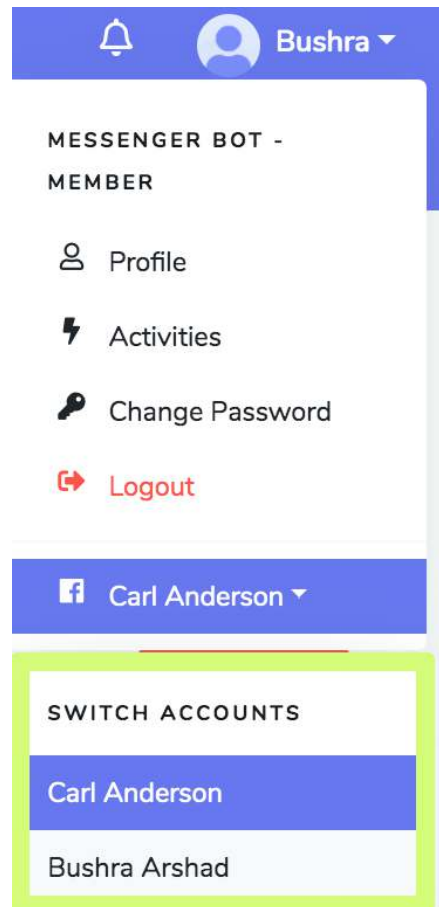 Bushra
MESSENGER BOT -
MEMBER
Profile
Activities
Change Password
Logout
Carl Anderson
SWITCH ACCOUNTS
Carl Anderson
Bushra Arshad